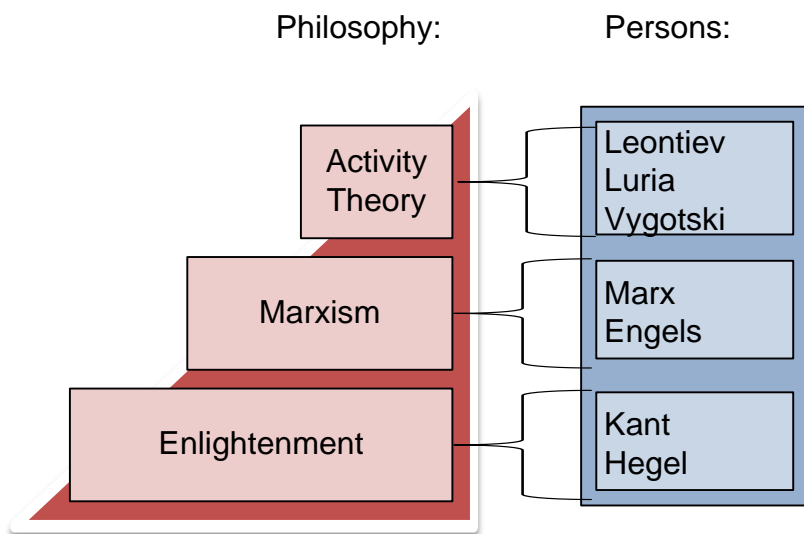 Philosophy:
Persons:
Activity
Theory
Leontiev
Luria
Vygotski
Marxism
Marx
Engels
Enlightenment
Kant
Hegel